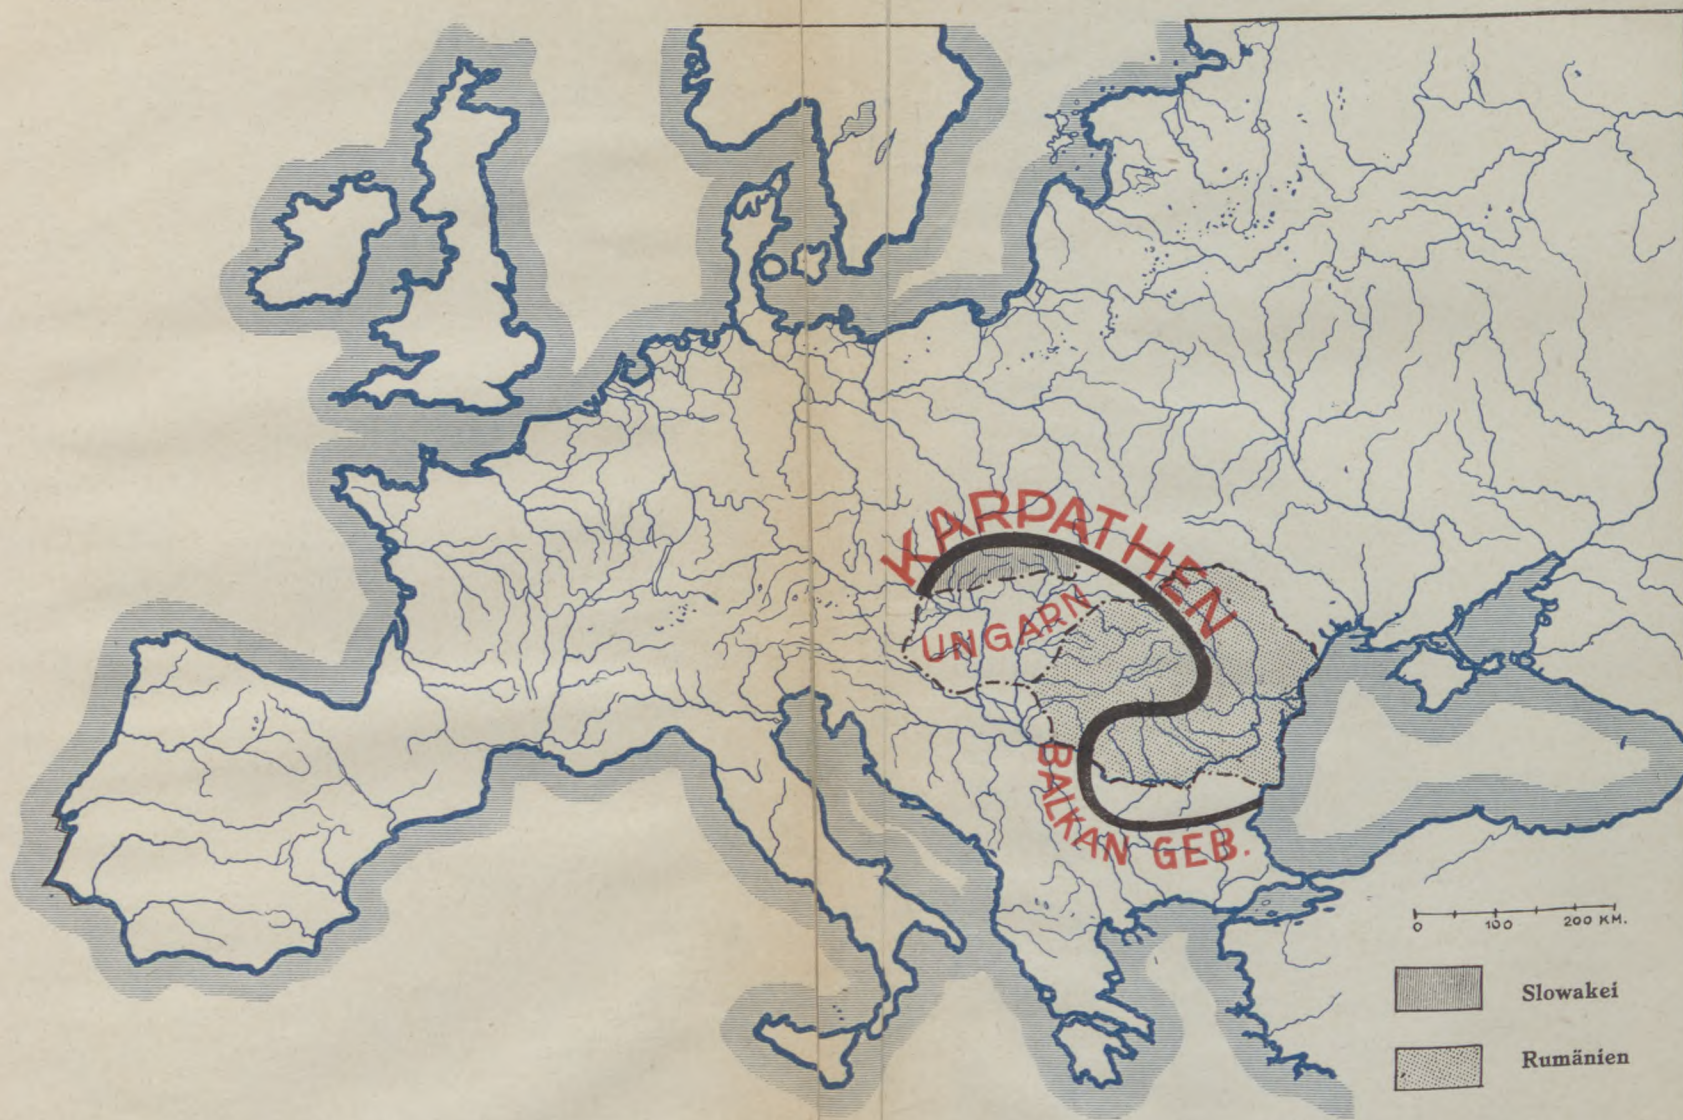 KARPATHEN
UNGARN
BALKAN GEB.
0 100 200 KM.
Slowakei
Rumänien